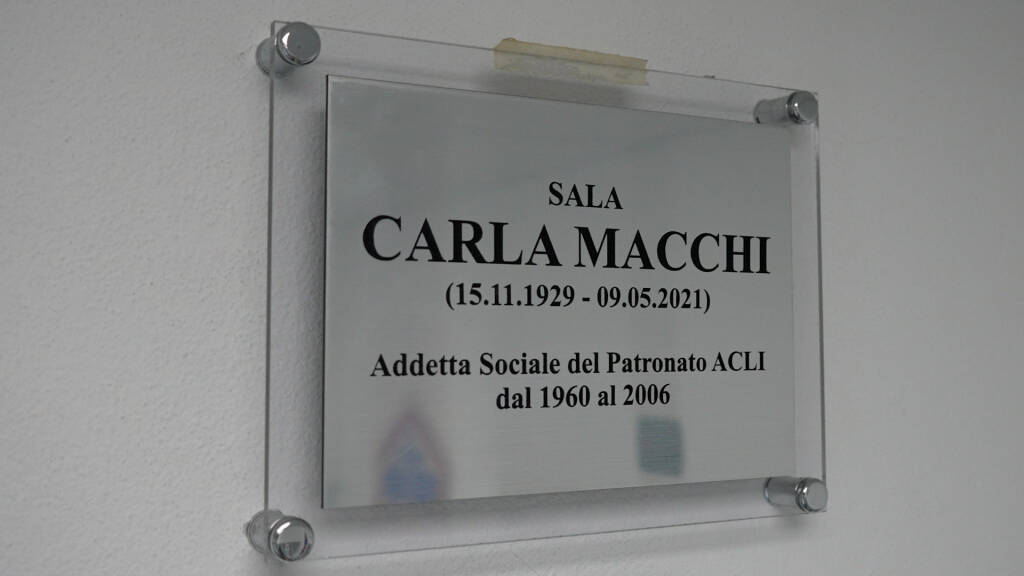 SALA
CARLA MACCHI
(15.11.1929 - 09.05.2021)
Addetta Sociale del Patronato ACLI
dal 1960 al 2006